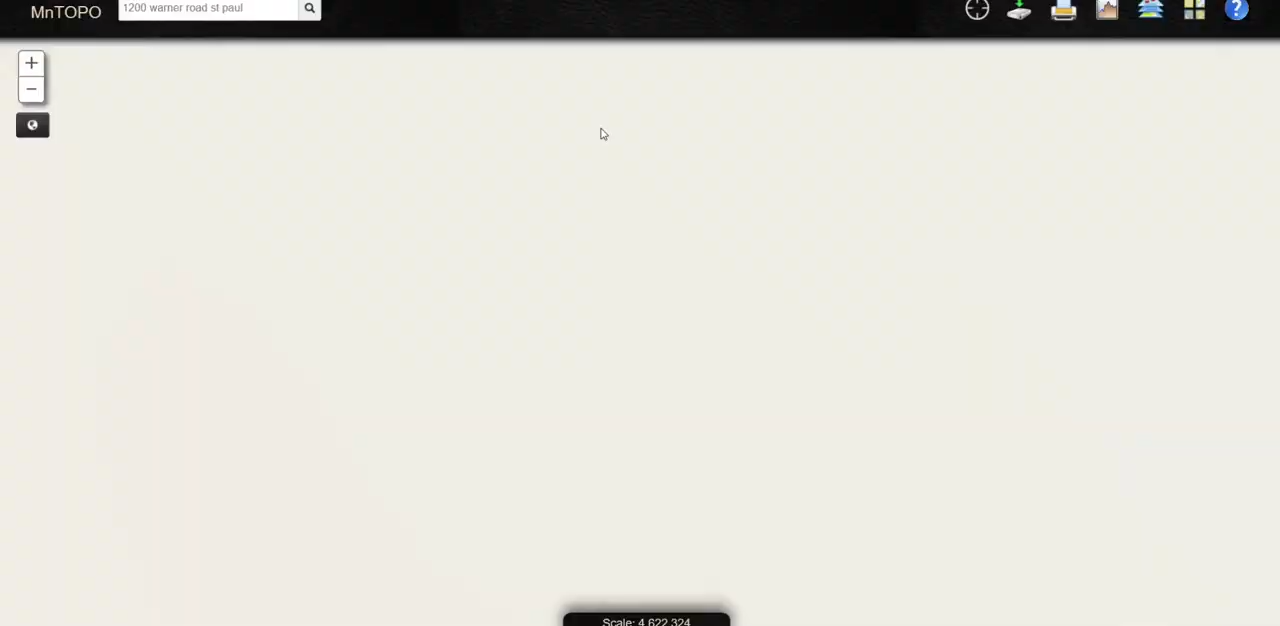 MnTOPO
1200 warner road st paul
+
−
?
Scale: 4,622,324